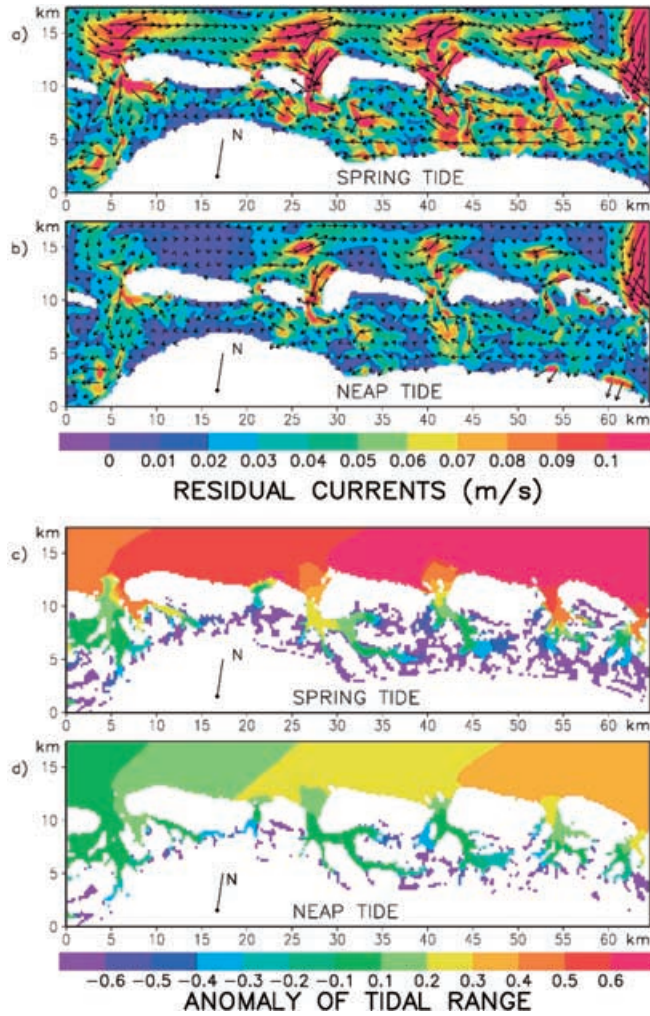 km
a)
15
10
5
0
N
SPRING TIDE
0 5 10 15 20 25 30 35 40 45 50 55 60 km
km
b)
15
10
5
0
N
NEAP TIDE
0 5 10 15 20 25 30 35 40 45 50 55 60 km
0 0.01 0.02 0.03 0.04 0.05 0.06 0.07 0.08 0.09 0.1
RESIDUAL CURRENTS (m/s)
km
c)
15
10
5
0
N
SPRING TIDE
0 5 10 15 20 25 30 35 40 45 50 55 60 km
km
d)
15
10
5
0
N
NEAP TIDE
0 5 10 15 20 25 30 35 40 45 50 55 60 km
-0.6 -0.5 -0.4 -0.3 -0.2 -0.1 0.1 0.2 0.3 0.4 0.5 0.6
ANOMALY OF TIDAL RANGE